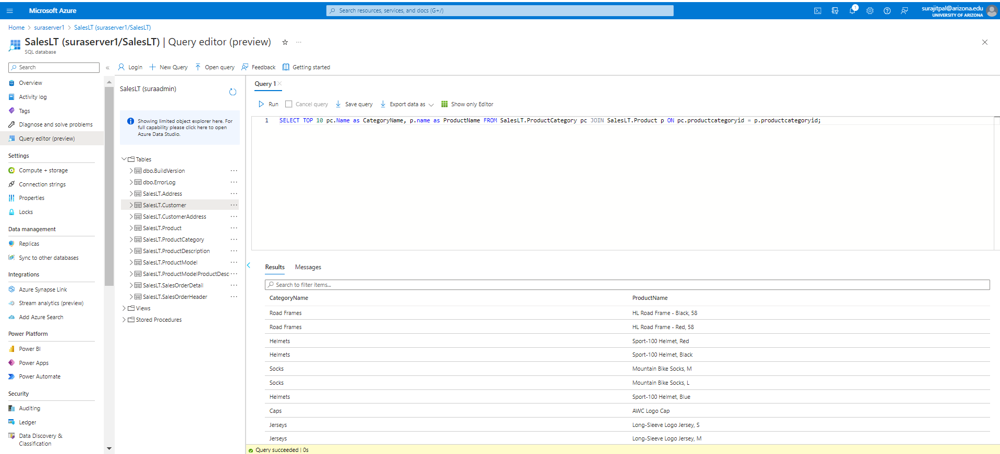 Microsoft Azure
Search resources, services, and docs (G+/)
1
surajitpal@arizona.edu
UNIVERSITY OF ARIZONA
Home > suraserver1 > SalesLT (suraserver1/SalesLT)
SalesLT (suraserver1/SalesLT) | Query editor (preview)
SQL database
Search
Login
New Query
Open query
Feedback
Getting started
Overview
Activity log
Tags
Diagnose and solve problems
Query editor (preview)
Settings
Compute + storage
Connection strings
Properties
Locks
Data management
Replicas
Sync to other databases
Integrations
Azure Synapse Link
Stream analytics (preview)
Add Azure Search
Power Platform
Power BI
Power Apps
Power Automate
Security
Auditing
Ledger
Data Discovery &
Classification
SalesLT (suraadmin)
Showing limited object explorer here. For
full capability please click here to open
Azure Data Studio.
Tables
dbo.BuildVersion
dbo.ErrorLog
SalesLT.Address
SalesLT.Customer
SalesLT.CustomerAddress
SalesLT.Product
SalesLT.ProductCategory
SalesLT.ProductDescription
SalesLT.ProductModel
SalesLT.ProductModelProductDesc
SalesLT.SalesOrderDetail
SalesLT.SalesOrderHeader
Views
Stored Procedures
Query 1
Run
Cancel query
Save query
Export data as
Show only Editor
1 SELECT TOP 10 pc.Name as CategoryName, p.name as ProductName FROM SalesLT.ProductCategory pc JOIN SalesLT.Product p ON pc.productcategoryid = p.productcategoryid;
Results Messages
Search to filter items...
CategoryName ProductName
Road Frames HL Road Frame - Black, 58
Road Frames HL Road Frame - Red, 58
Helmets Sport-100 Helmet, Red
Helmets Sport-100 Helmet, Black
Socks Mountain Bike Socks, M
Socks Mountain Bike Socks, L
Helmets Sport-100 Helmet, Blue
Caps AWC Logo Cap
Jerseys Long-Sleeve Logo Jersey, S
Jerseys Long-Sleeve Logo Jersey, M
Query succeeded | 0s